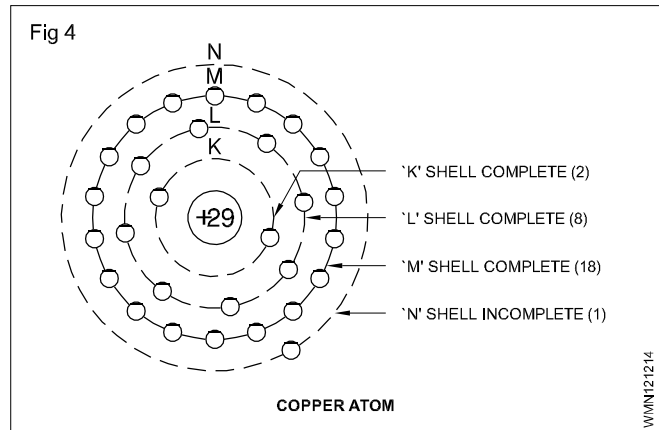 Fig 4
N
M
L
K
+29
`K' SHELL COMPLETE (2)
`L' SHELL COMPLETE (8)
`M' SHELL COMPLETE (18)
`N' SHELL INCOMPLETE (1)
COPPER ATOM
WMN121214